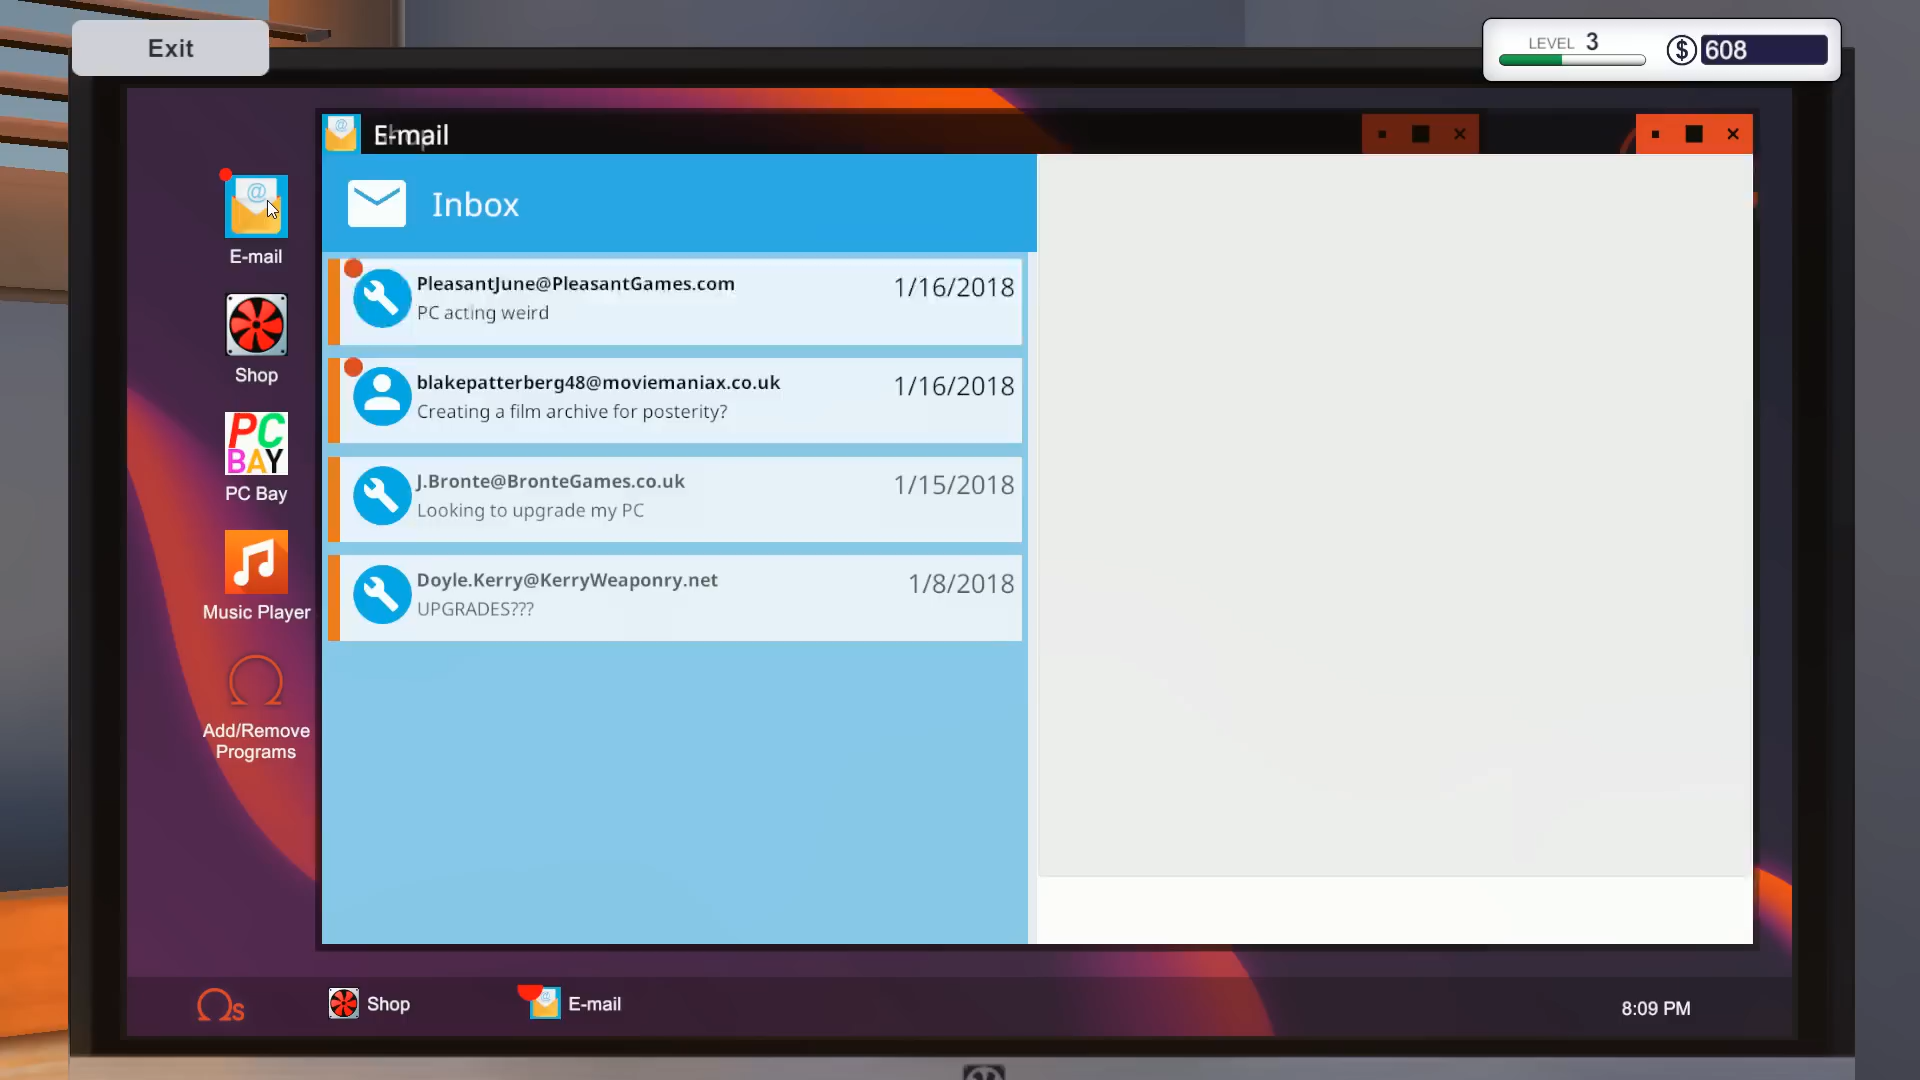 Exit
LEVEL 3
$ 608
E-mail
Inbox
PleasantJune@PleasantGames.com
1/16/2018
PC acting weird
blakepatterberg48@moviemaniax.co.uk
1/16/2018
Creating a film archive for posterity?
J.Bronte@BronteGames.co.uk
1/15/2018
Looking to upgrade my PC
Doyle.Kerry@KerryWeaponry.net
1/8/2018
UPGRADES???
E-mail
Shop
PC
BAY
PC Bay
Music Player
Add/Remove
Programs
Ωs
Shop
E-mail
8:09 PM